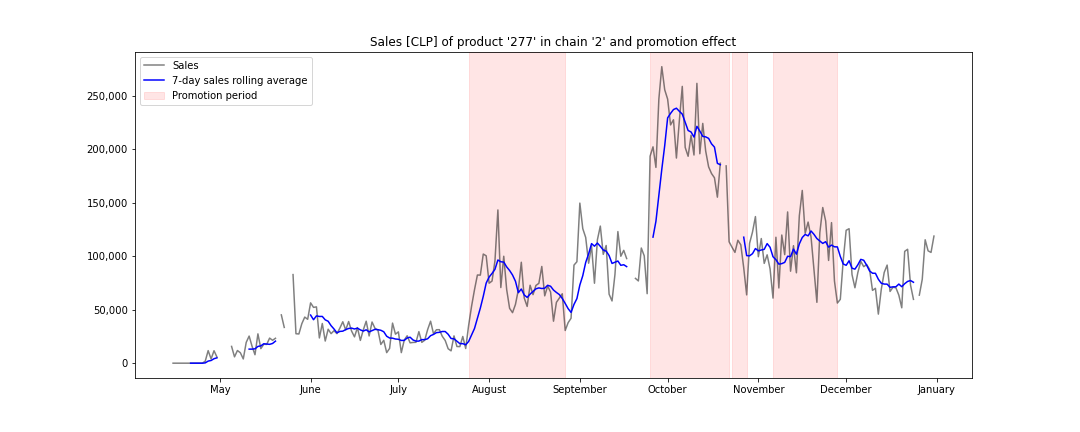 Sales [CLP] of product '277' in chain '2' and promotion effect
Sales
7-day sales rolling average
Promotion period
250,000
200,000
150,000
100,000
50,000
0
May June July August September October November December January